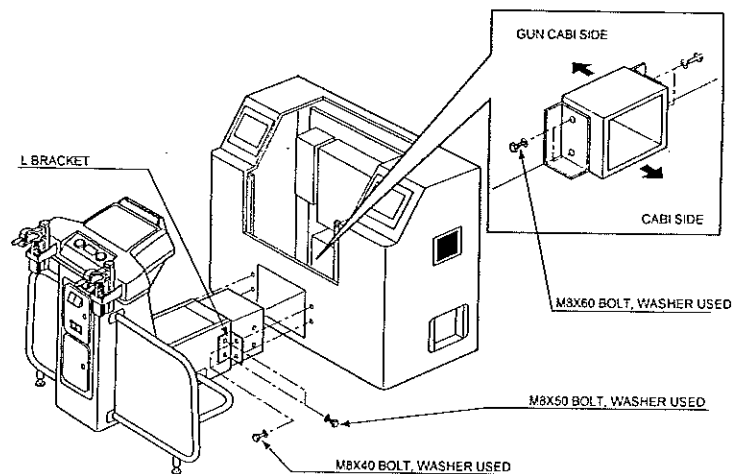 GUN CABI SIDE
L BRACKET
CABI SIDE
M8X60 BOLT, WASHER USED
M8X50 BOLT, WASHER USED
M8X40 BOLT, WASHER USED